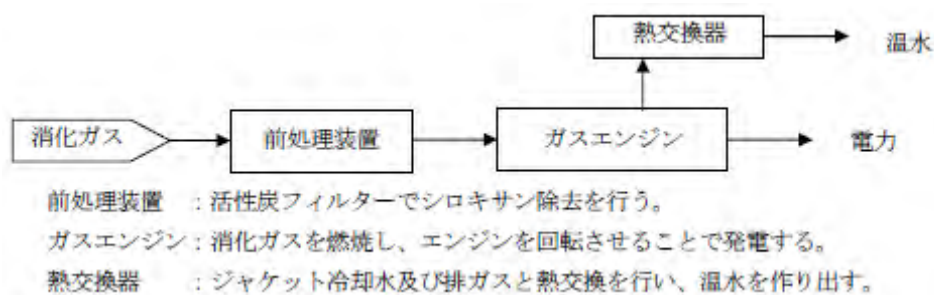 熱交換器
温水
消化ガス
前処理装置
ガスエンジン
電力
前処理装置 :活性炭フィルターでシロキサン除去を行う。
ガスエンジン:消化ガスを燃焼し、エンジンを回転させることで発電する。
熱交換器 :ジャケット冷却水及び排ガスと熱交換を行い、温水を作り出す。